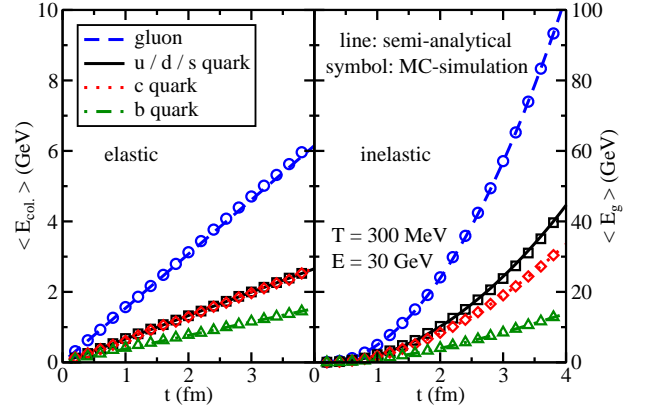 10
8
6
4
2
0
< E_col. > (GeV)
gluon
u / d / s quark
c quark
b quark
elastic
0 1 2 3
t (fm)
line: semi-analytical
symbol: MC-simulation
inelastic
T = 300 MeV
E = 30 GeV
0 1 2 3 4
t (fm)
100
80
60
40
20
0
< E_g > (GeV)